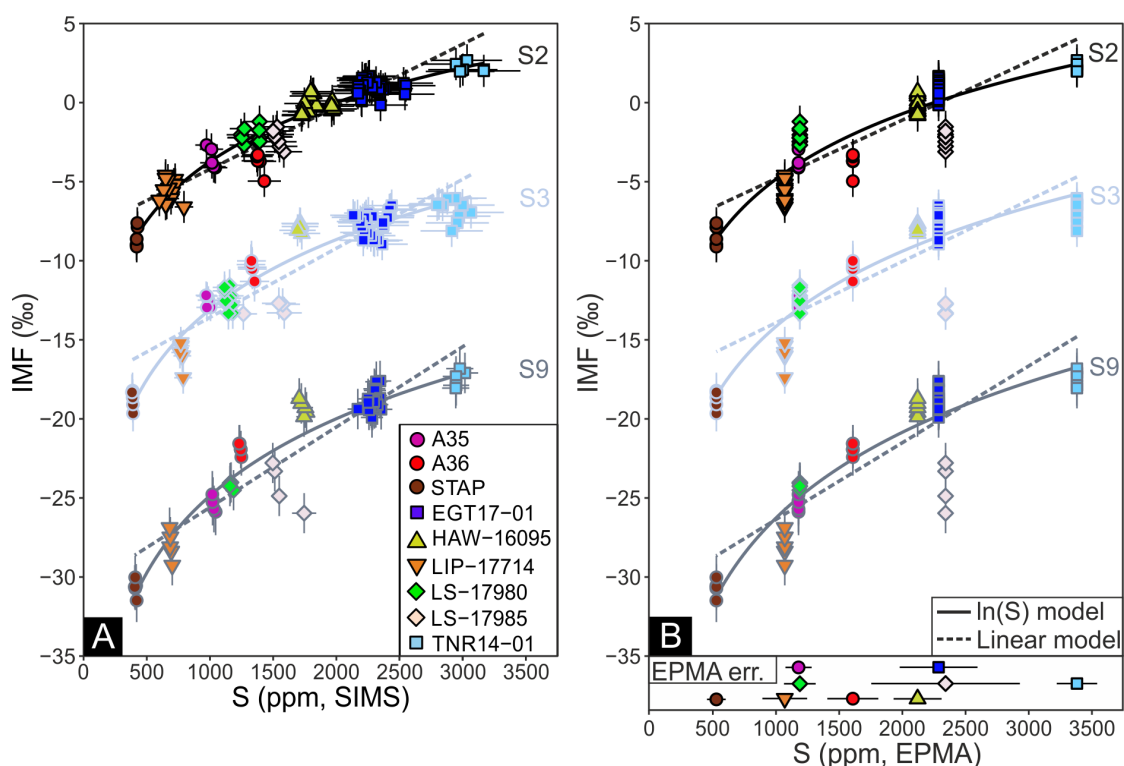 5
0
−5
−10
−15
−20
−25
−30
−35
IMF (‰)
S2
S3
S9
A35
A36
STAP
EGT17−01
HAW−16095
LIP−17714
LS−17980
LS−17985
TNR14−01
A
0 500 1000 1500 2000 2500 3000 3500
S (ppm, SIMS)
5
0
−5
−10
−15
−20
−25
−30
−35
IMF (‰)
S2
S3
S9
ln(S) model
Linear model
B
EPMA err.
0 500 1000 1500 2000 2500 3000 3500
S (ppm, EPMA)